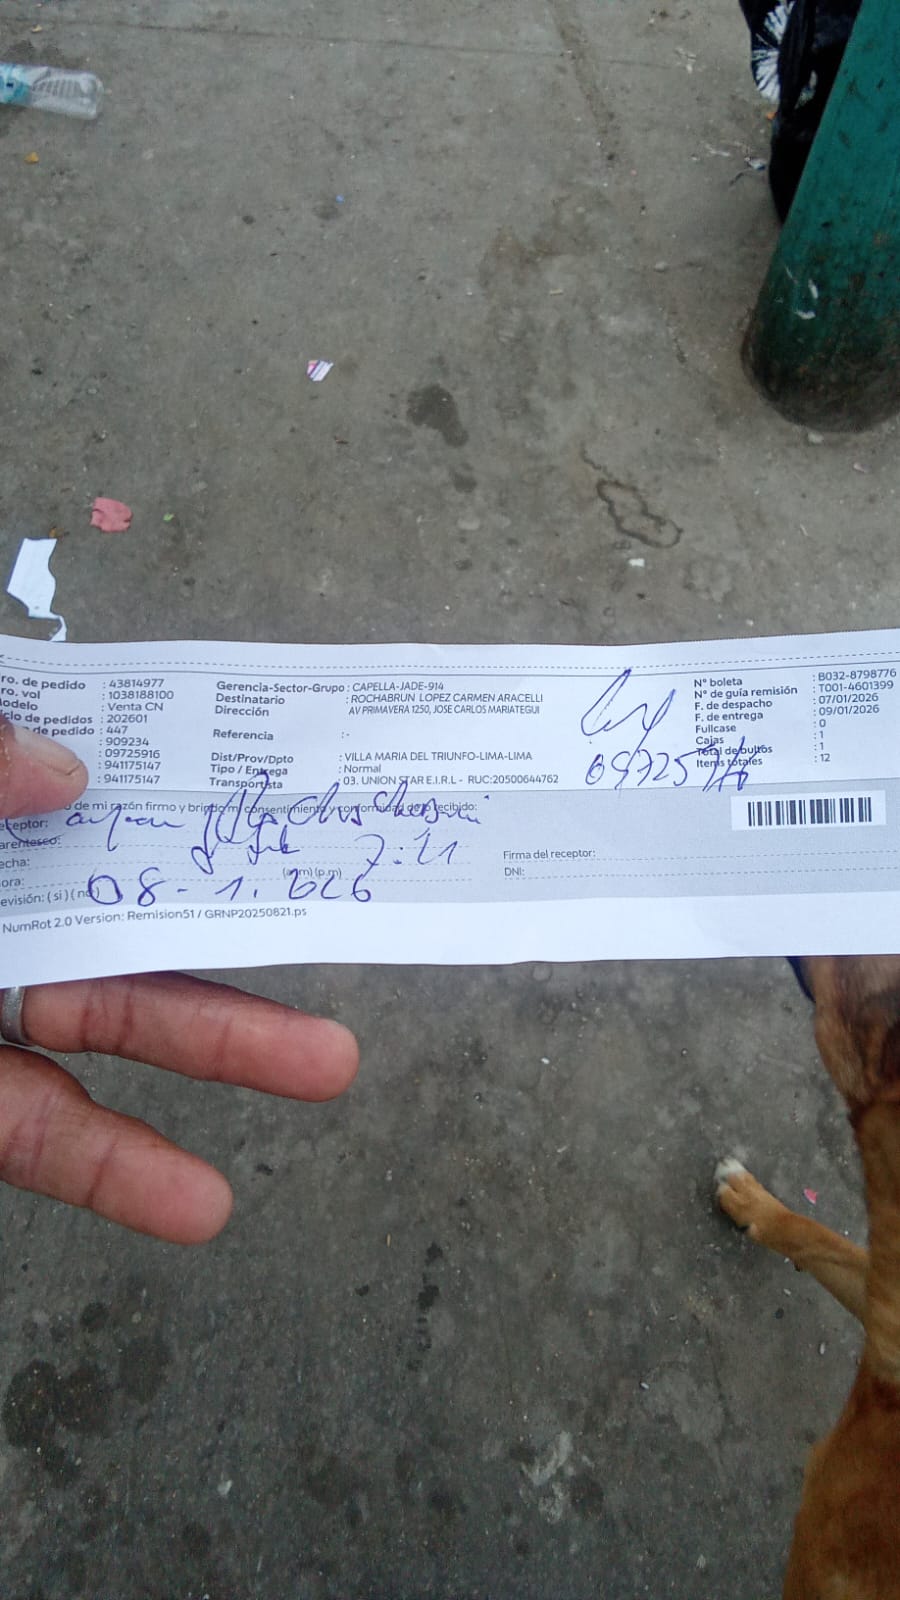 ro. de pedido : 43814977
ro. vol : 1038188100
odelo : Venta CN
iclo de pedidos : 202601
de pedido : 447
: 909234
: 09725916
: 941175147
: 941175147
Gerencia-Sector-Grupo : CAPELLA-JADE-914
Destinatario : ROCHABRUN LOPEZ CARMEN ARACELLI
Dirección AV PRIMAVERA 1250, JOSE CARLOS MARIATEGUI
Referencia : -
Dist/Prov/Dpto : VILLA MARIA DEL TRIUNFO-LIMA-LIMA
Tipo / Entrega : Normal
Transportista : 03. UNION STAR E.I.R.L - RUC:20500644762
N° boleta : B032-8798776
N° de guía remisión : T001-4601399
F. de despacho : 07/01/2026
F. de entrega : 09/01/2026
Fullcase : 0
Cajas : 1
Total de bultos : 1
Items totales : 12
o de mi razón firmo y brindo mi consentimiento y conformidad de lo recibido:
ceptor:
arentesco:
echa: 7:21
ora: (a.m) (p.m)
evisión: ( si ) ( no ) 08-1.2026
Firma del receptor:
DNI:
NumRot 2.0 Version: Remision51 / GRNP20250821.ps